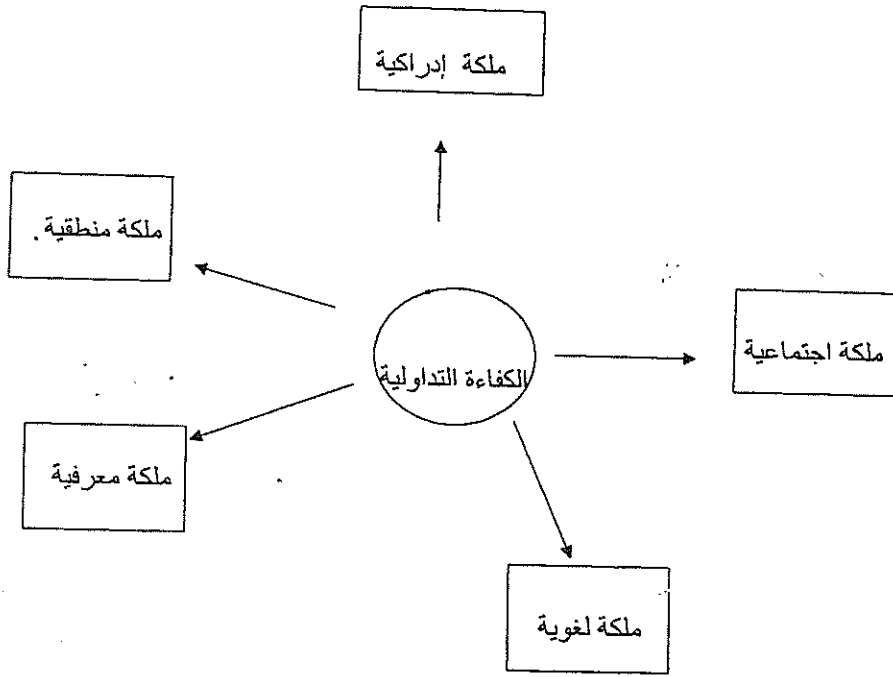 ملكة إدراكية
ملكة منطقية .
ملكة اجتماعية
الكفاءة التداولية
ملكة معرفية
ملكة لغوية